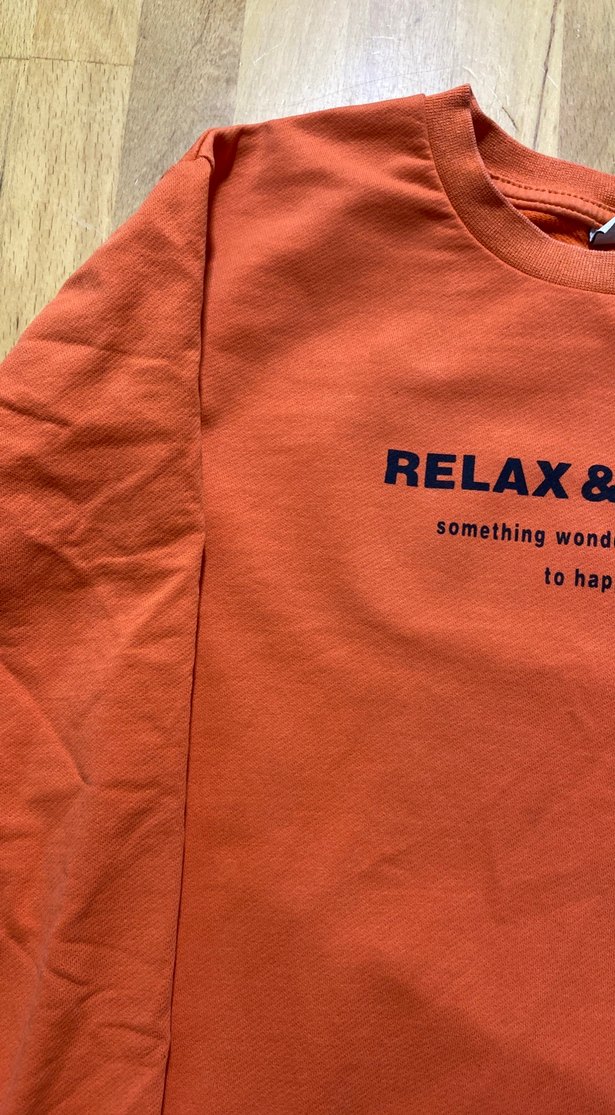 RELAX &
something
to